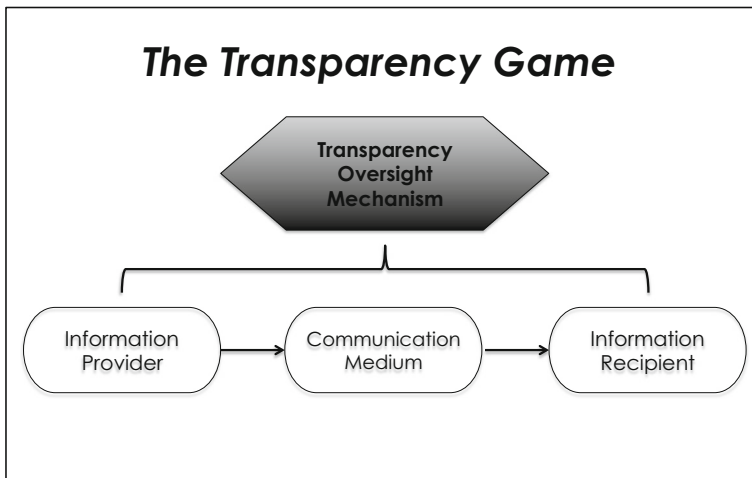 The Transparency Game
Transparency
Oversight
Mechanism
Information
Provider
Communication
Medium
Information
Recipient